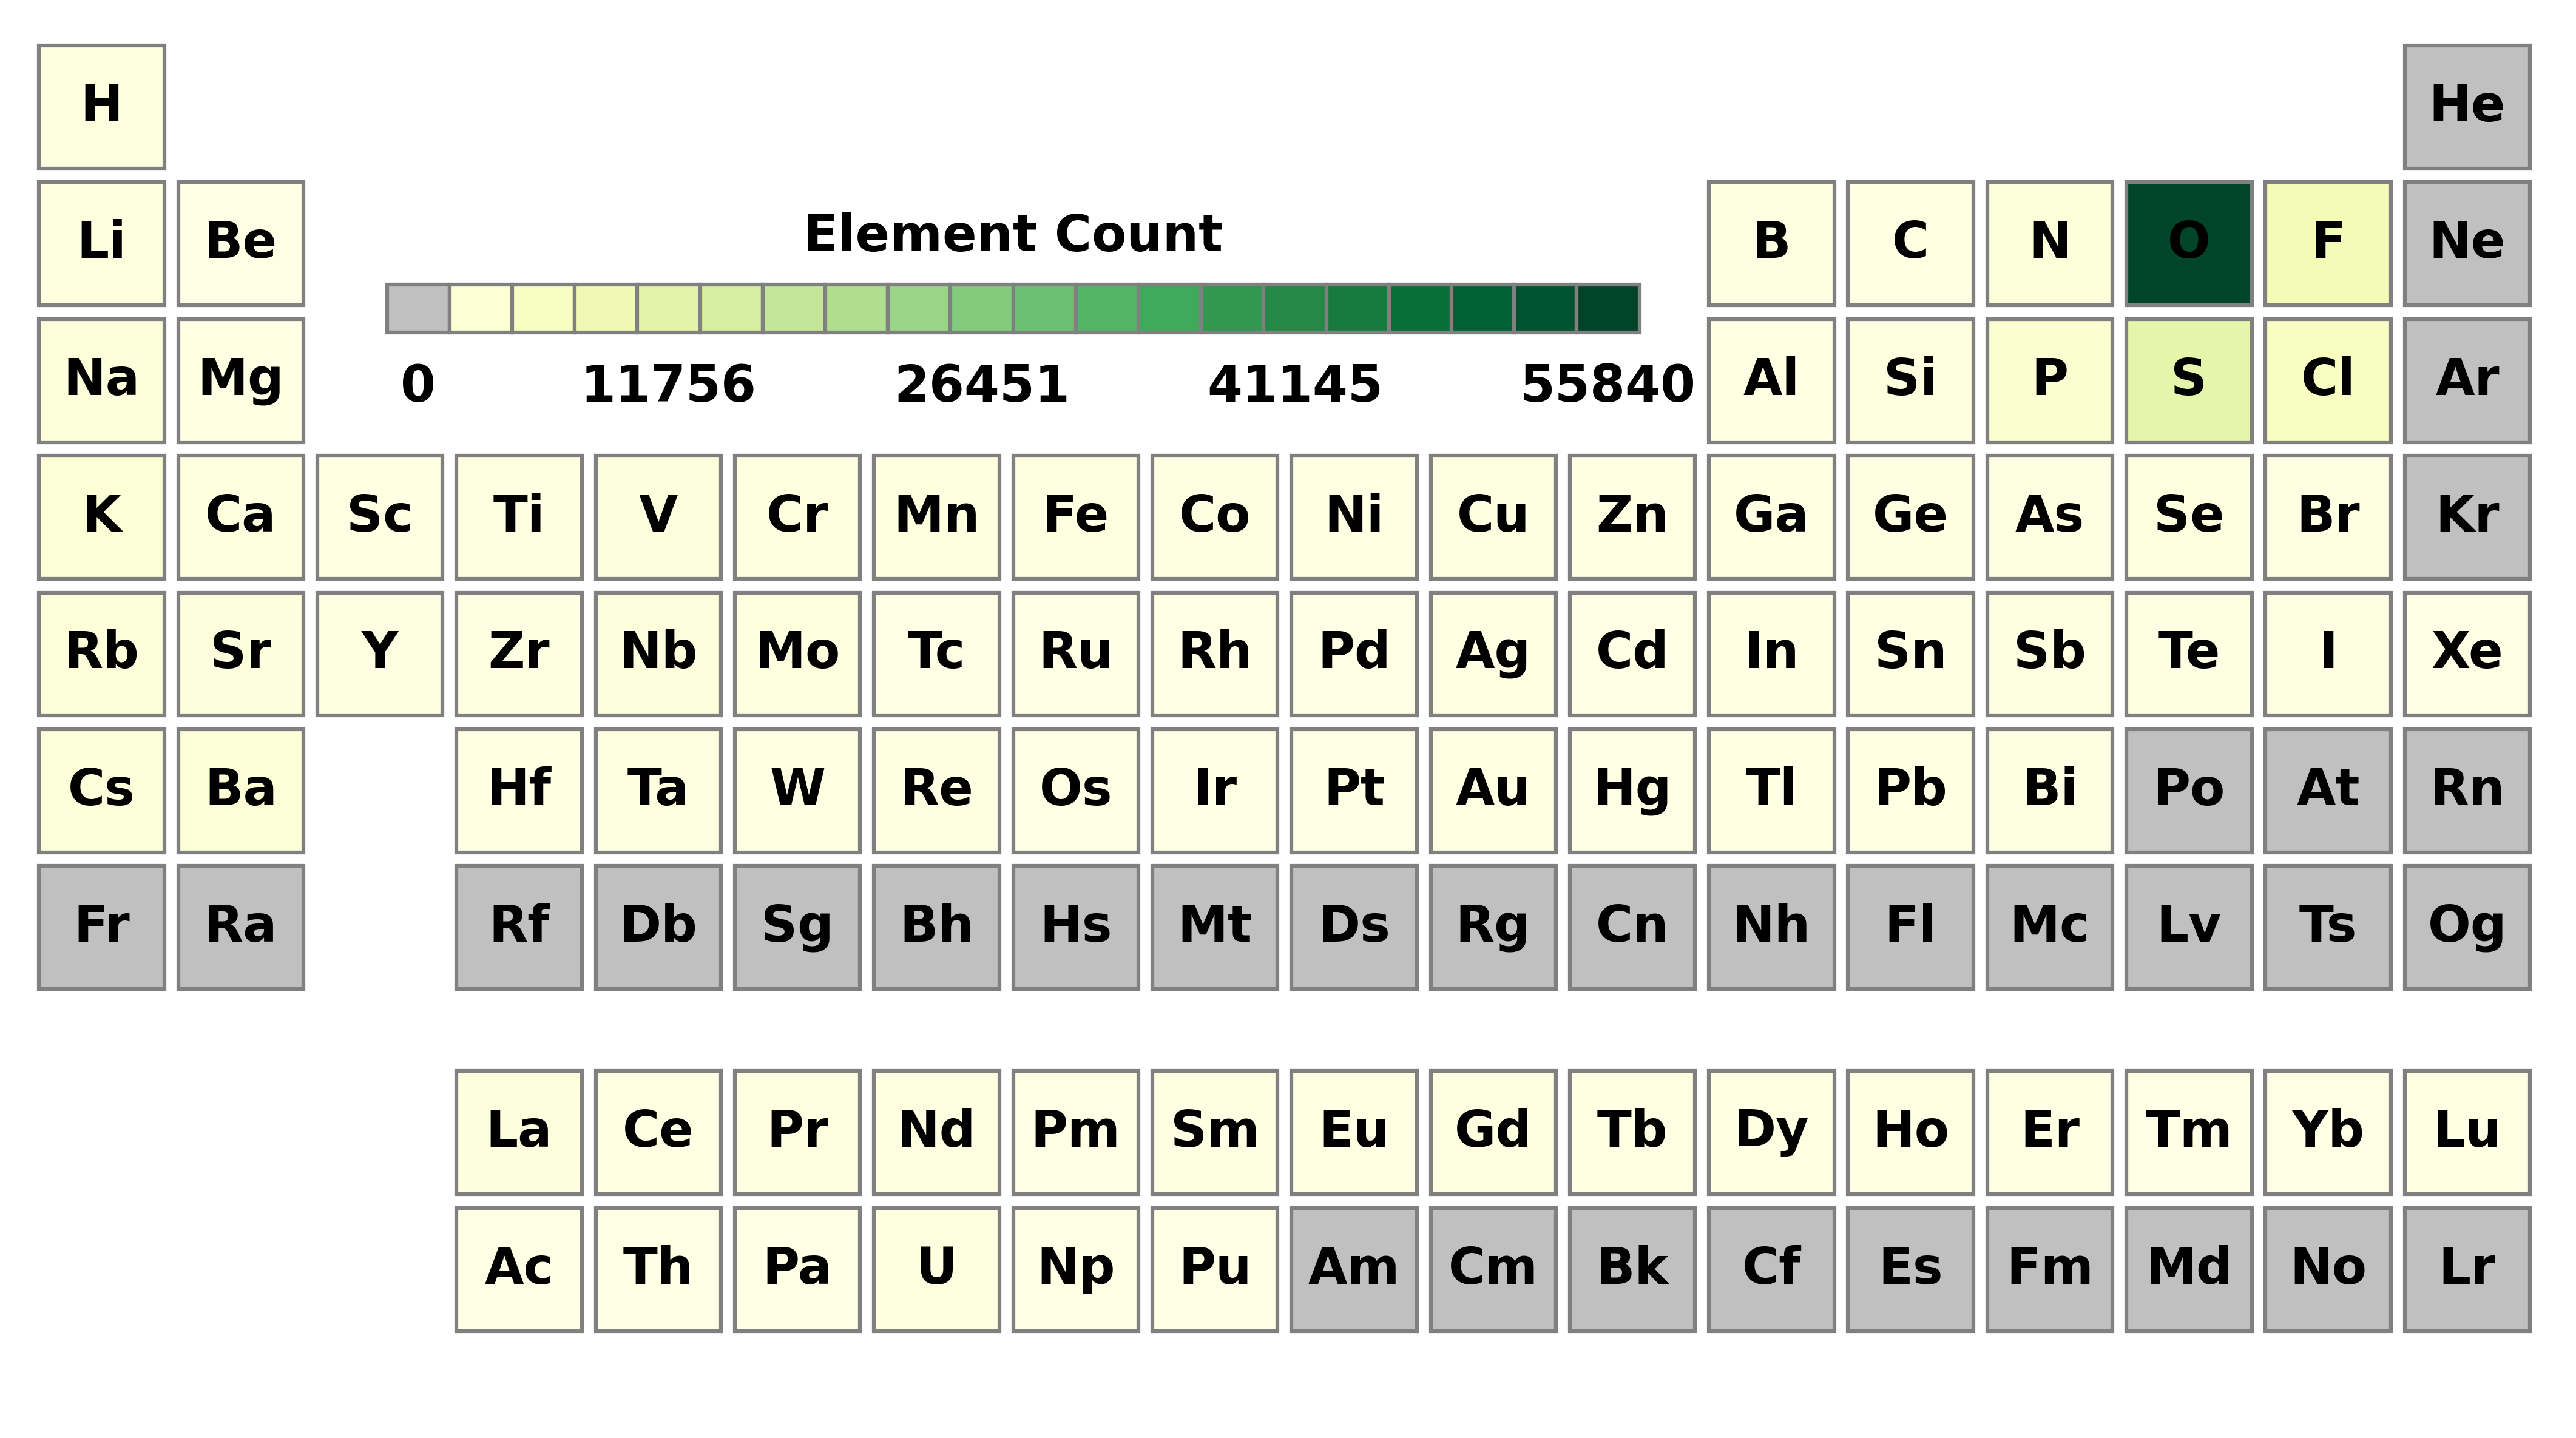 H He
Li Be B C N O F Ne
Element Count
Na Mg Al Si P S Cl Ar
0 11756 26451 41145 55840
K Ca Sc Ti V Cr Mn Fe Co Ni Cu Zn Ga Ge As Se Br Kr
Rb Sr Y Zr Nb Mo Tc Ru Rh Pd Ag Cd In Sn Sb Te I Xe
Cs Ba Hf Ta W Re Os Ir Pt Au Hg Tl Pb Bi Po At Rn
Fr Ra Rf Db Sg Bh Hs Mt Ds Rg Cn Nh Fl Mc Lv Ts Og
La Ce Pr Nd Pm Sm Eu Gd Tb Dy Ho Er Tm Yb Lu
Ac Th Pa U Np Pu Am Cm Bk Cf Es Fm Md No Lr